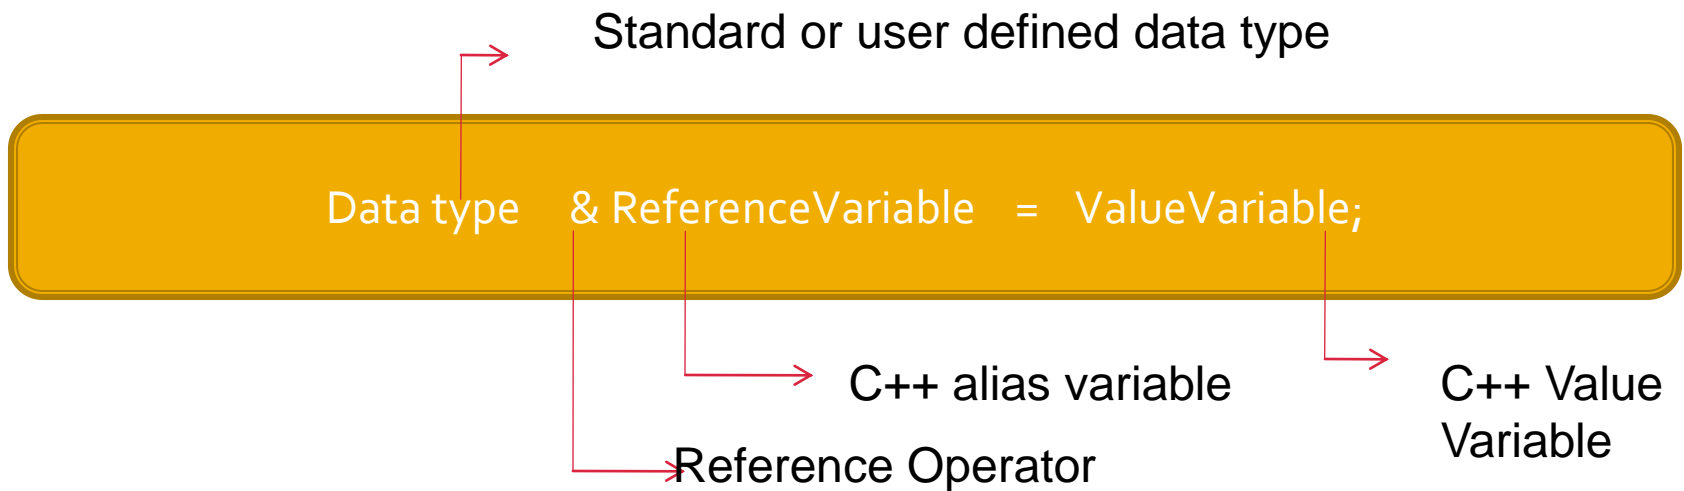 Standard or user defined data type
Data type & ReferenceVariable = ValueVariable;
C++ alias variable
C++ Value
Variable
Reference Operator